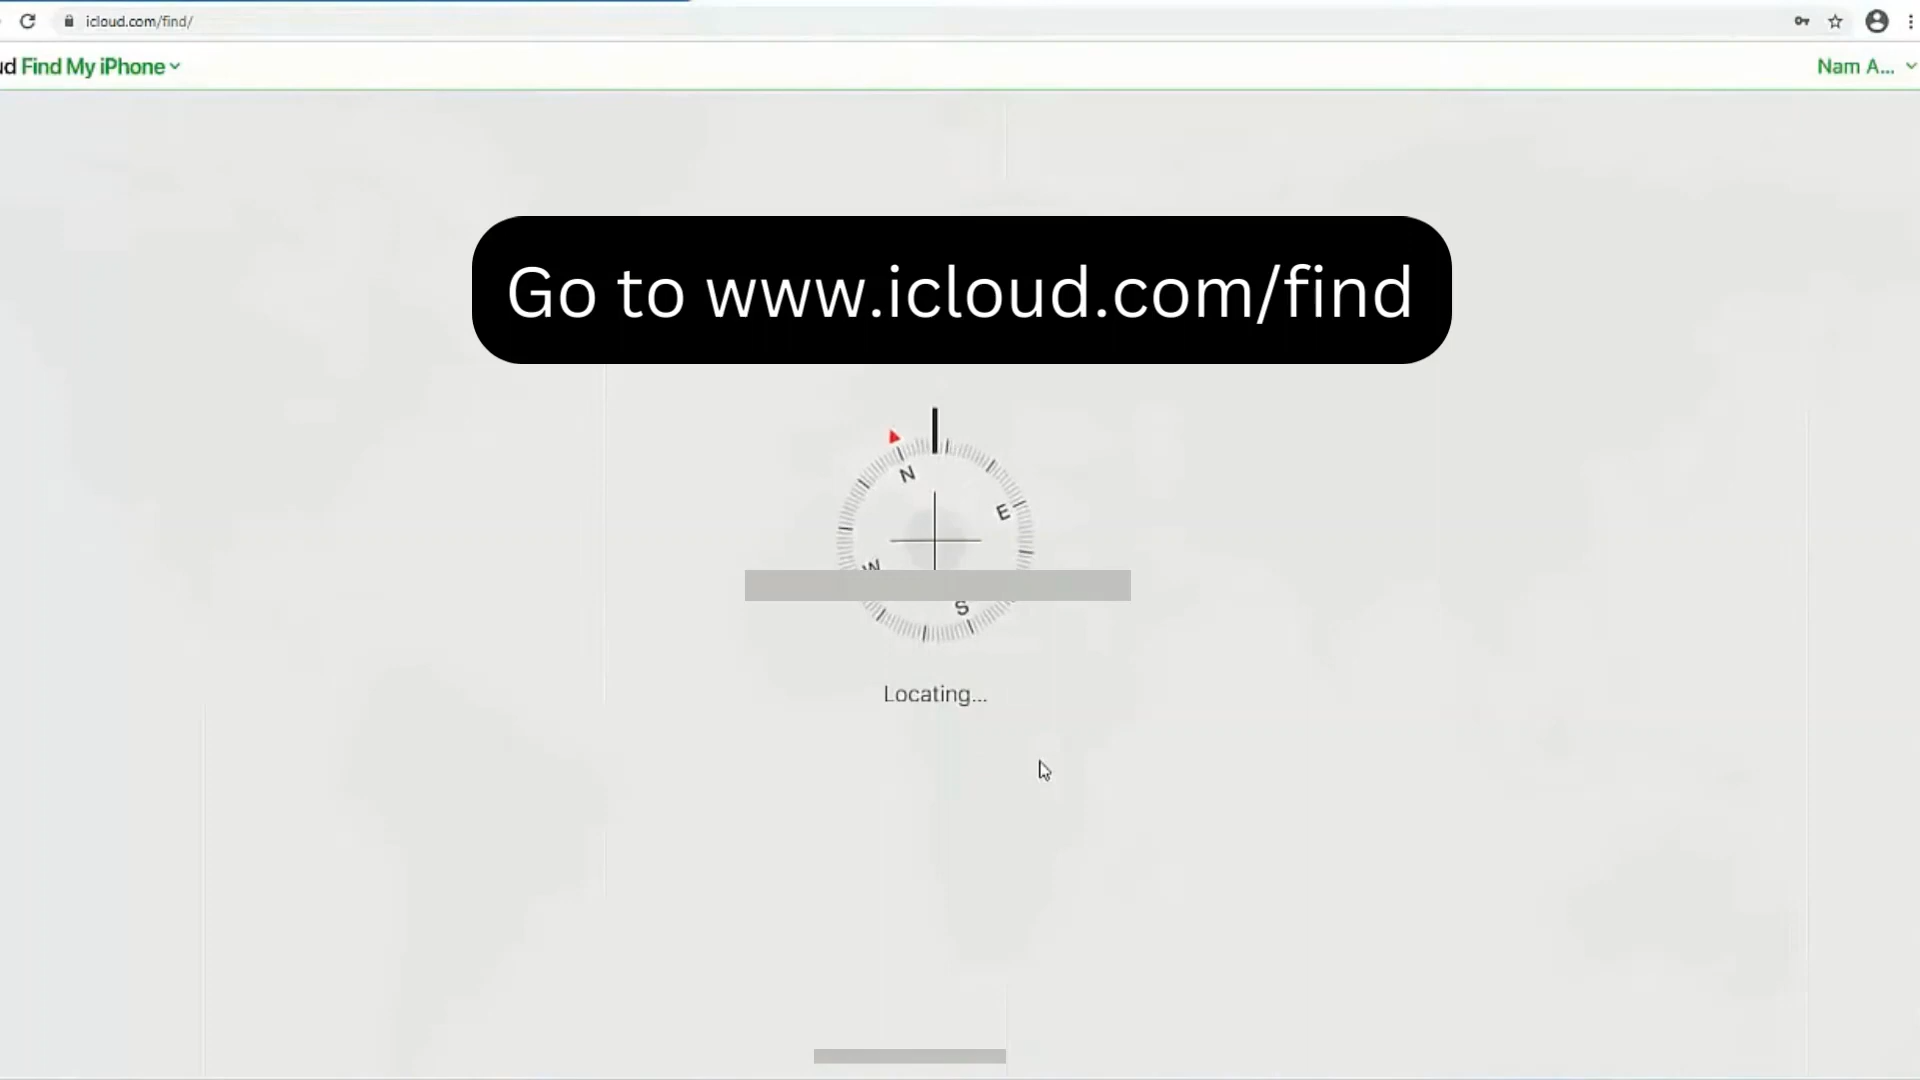 icloud.com/find/
ud Find My iPhone
Nam A...
Go to www.icloud.com/find
N
E
W
S
Locating...